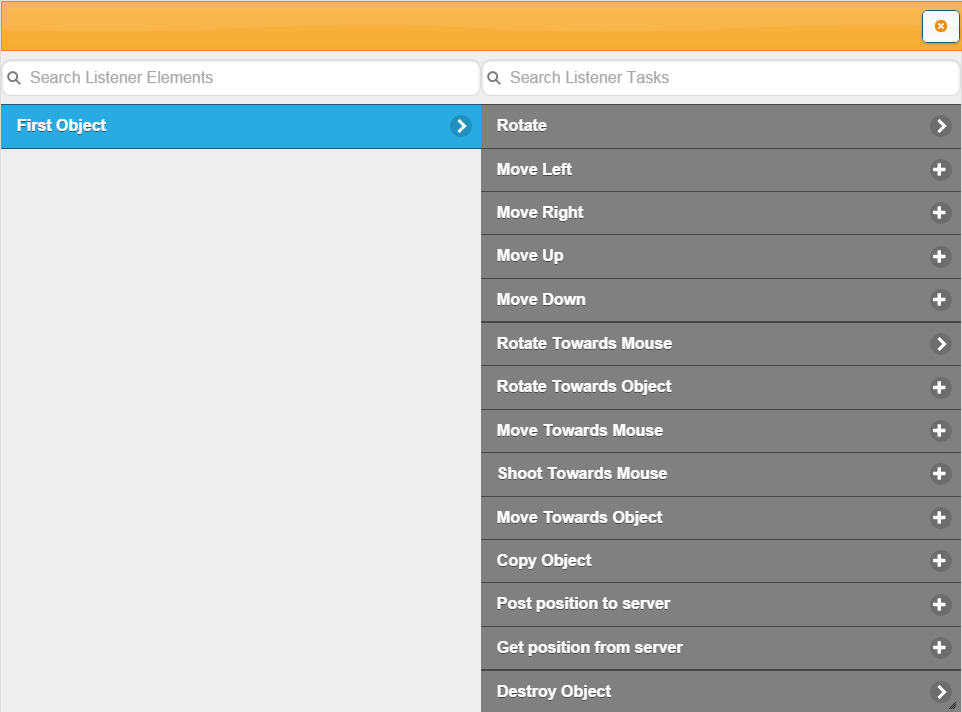 Search Listener Elements
Search Listener Tasks
First Object
Rotate
Move Left
Move Right
Move Up
Move Down
Rotate Towards Mouse
Rotate Towards Object
Move Towards Mouse
Shoot Towards Mouse
Move Towards Object
Copy Object
Post position to server
Get position from server
Destroy Object